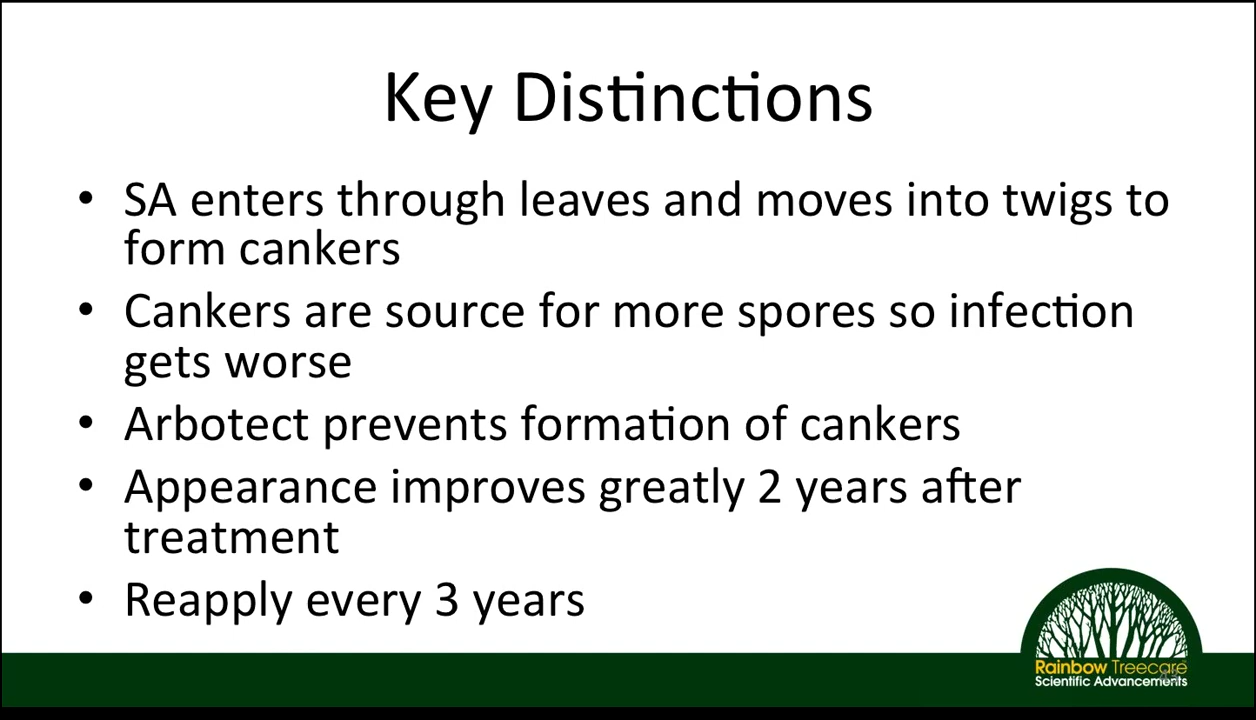 Key Distinctions
• SA enters through leaves and moves into twigs to
form cankers
• Cankers are source for more spores so infection
gets worse
• Arbotect prevents formation of cankers
• Appearance improves greatly 2 years after
treatment
• Reapply every 3 years
Rainbow Treecare
Scientific Advancements